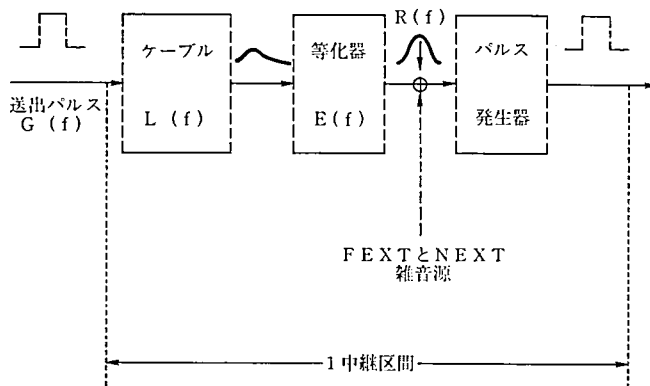 R(f)
ケーブル
等化器
パルス
送出パルス
G (f)
L (f)
E(f)
発生器
FEXTとNEXT
雑音源
1中継区間